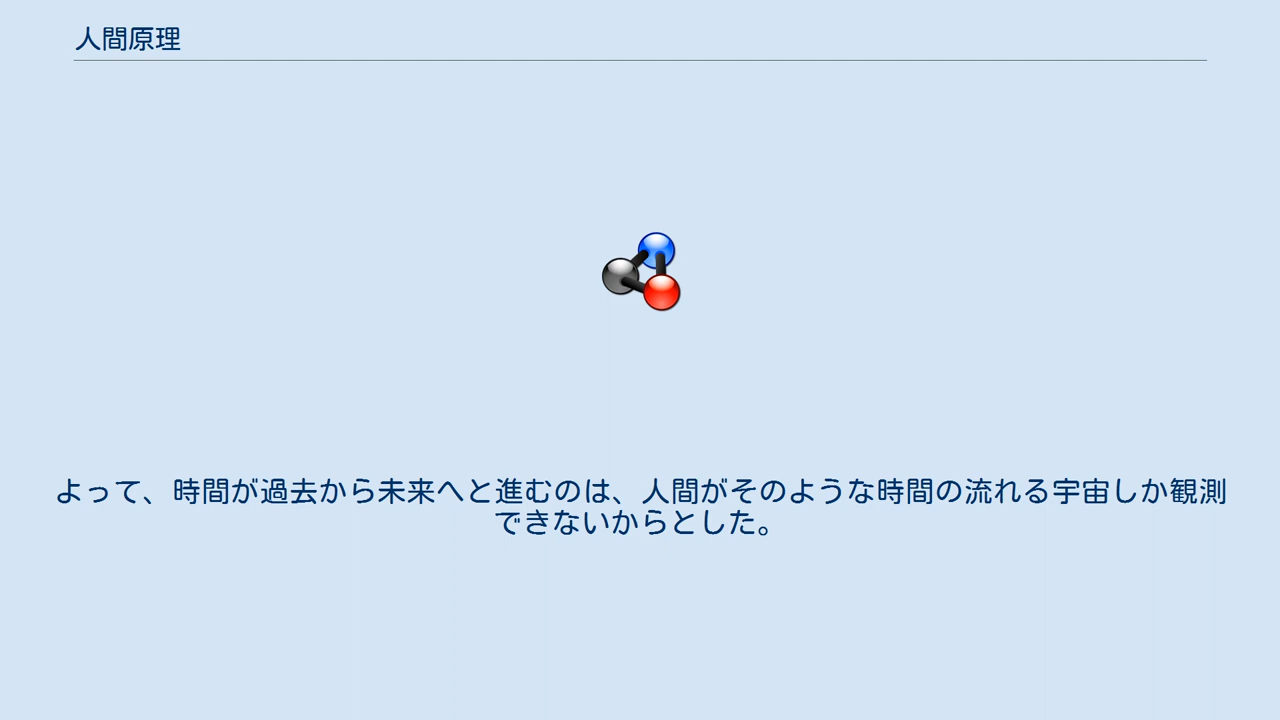 人間原理
よって、時間が過去から未来へと進むのは、人間がそのような時間の流れる宇宙しか観測
できないからとした。